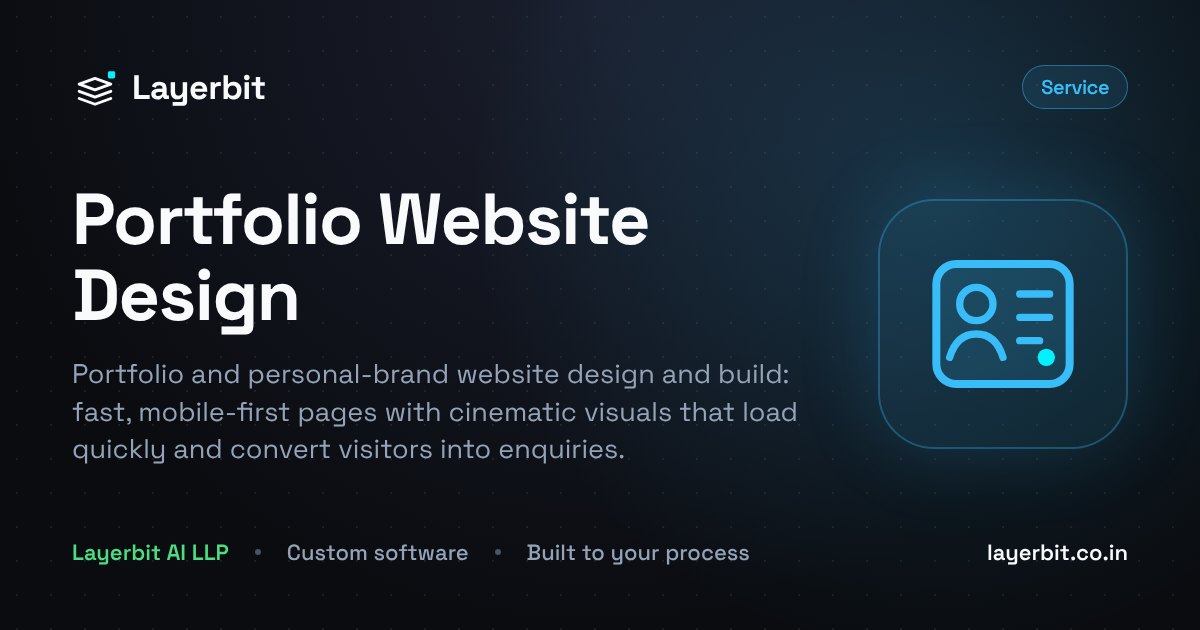 Layerbit
Service
Portfolio Website
Design
Portfolio and personal-brand website design and build:
fast, mobile-first pages with cinematic visuals that load
quickly and convert visitors into enquiries.
Layerbit AI LLP • Custom software • Built to your process
layerbit.co.in